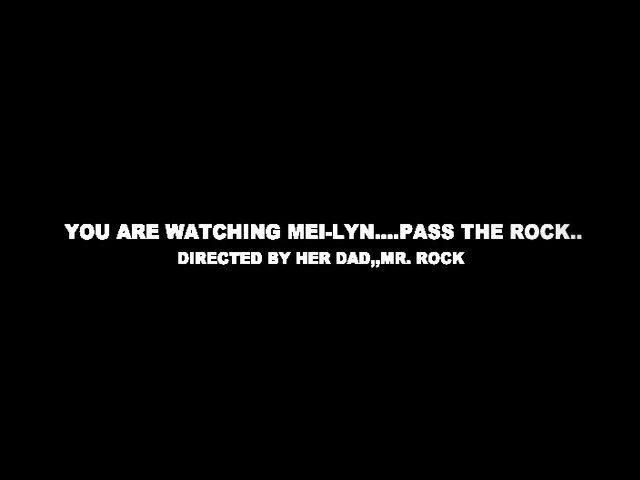 YOU ARE WATCHING MEI-LYN....PASS THE ROCK..
DIRECTED BY HER DAD,,MR. ROCK